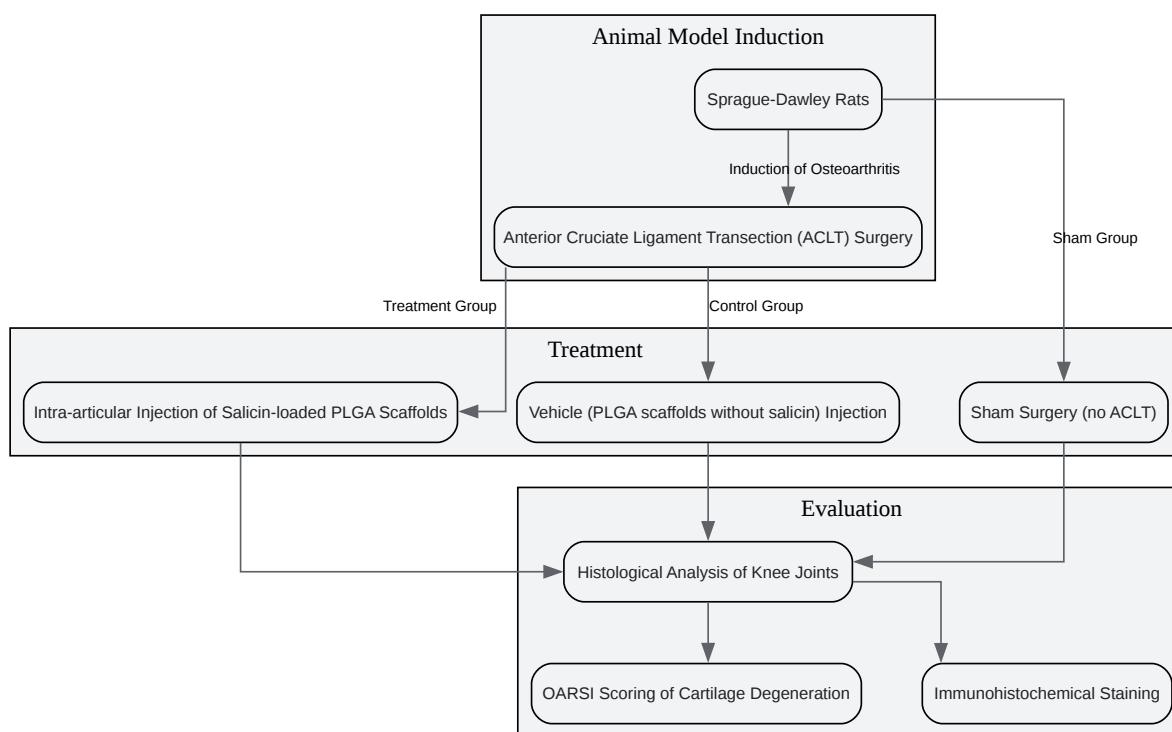 Animal Model Induction
Sprague-Dawley Rats
Induction of Osteoarthritis
Anterior Cruciate Ligament Transection (ACLT) Surgery
Sham Group
Treatment Group
Control Group
Treatment
Intra-articular Injection of Salicin-loaded PLGA Scaffolds
Vehicle (PLGA scaffolds without salicin) Injection
Sham Surgery (no ACLT)
Evaluation
Histological Analysis of Knee Joints
OARSI Scoring of Cartilage Degeneration
Immunohistochemical Staining